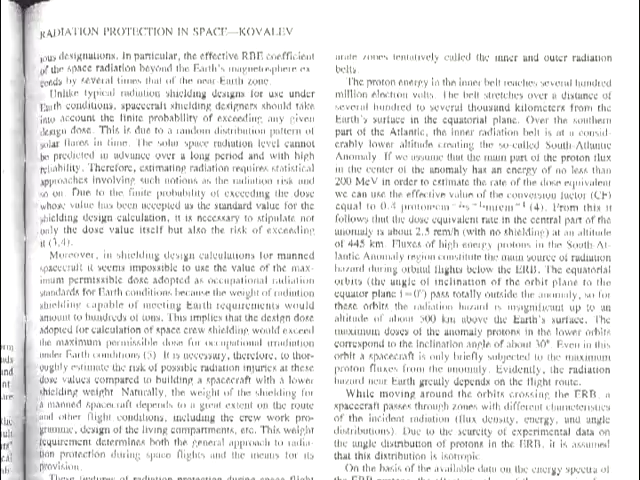 RADIATION PROTECTION IN SPACE—KOVALEV
ious designations. In particular, the effective RBE coefficient
of the space radiation beyond the Earth's magnetosphere ex-
ceeds by several times that of the near Earth zone.
Unlike typical radiation shielding designs for use under
Earth conditions, spacecraft shielding designers should take
into account the finite probability of exceeding any given
design dose. This is due to a random distribution pattern of
solar flares in time. The solar space radiation level cannot
be predicted in advance over a long period and with high
reliability. Therefore, estimating radiation requires statistical
approaches involving such notions as the radiation risk and
so on. Due to the finite probability of exceeding the dose
whose value has been accepted as the standard value for the
shielding design calculation, it is necessary to stipulate not
only the dose value itself but also the risk of exceeding
it (3,4).
Moreover, in shielding design calculations for manned
spacecraft it seems impossible to use the value of the max-
imum permissible dose adopted as occupational radiation
standards for Earth conditions because the weight of radiation
shielding capable of meeting Earth requirements would
amount to hundreds of tons. This implies that the design dose
adopted for calculation of space crew shielding would exceed
the maximum permissible dose for occupational irradiation
under Earth conditions (5). It is necessary, therefore, to thor-
oughly estimate the risk of possible radiation injuries at these
dose values compared to building a spacecraft with a lower
shielding weight. Naturally, the weight of the shielding for
a manned spacecraft depends to a great extent on the route
and other flight conditions, including the crew work pro-
gramme, design of the living compartments, etc. This weight
requirement determines both the general approach to radia-
tion protection during space flights and the means for its
provision.
These features of radiation protection during space flight
urate zones tentatively called the inner and outer radiation
belts.
The proton energy in the inner belt reaches several hundred
million electron volts. The belt stretches over a distance of
several hundred to several thousand kilometers from the
Earth's surface in the equatorial plane. Over the southern
part of the Atlantic, the inner radiation belt is at a consid-
erably lower altitude creating the so-called South-Atlantic
Anomaly. If we assume that the main part of the proton flux
in the center of the anomaly has an energy of no less than
200 MeV in order to estimate the rate of the dose equivalent
we can use the effective value of the conversion factor (CF)
equal to 0.4
(4). From this it
follows that the dose equivalent rate in the central part of the
anomaly is about 2.5 rem/h (with no shielding) at an altitude
of 445 km. Fluxes of high energy protons in the South At-
lantic Anomaly region constitute the main source of radiation
hazard during orbital flights below the ERB. The equatorial
orbits (the angle of inclination of the orbit plane to the
equator plane i=0°) pass totally outside the anomaly, so for
these orbits the radiation hazard is insignificant up to an
altitude of about 500 km above the Earth's surface. The
maximum doses of the anomaly protons in the lower orbits
correspond to the inclination angle of about 30°. Even in this
orbit a spacecraft is only briefly subjected to the maximum
proton fluxes from the anomaly. Evidently, the radiation
hazard near Earth greatly depends on the flight route.
While moving around the orbits crossing the ERB, a
spacecraft passes through zones with different characteristics
of the incident radiation (flux density, energy, and angle
distributions). Due to the scarcity of experimental data on
the angle distribution of protons in the ERB, it is assumed
that this distribution is isotropic.
On the basis of the available data on the energy spectra of